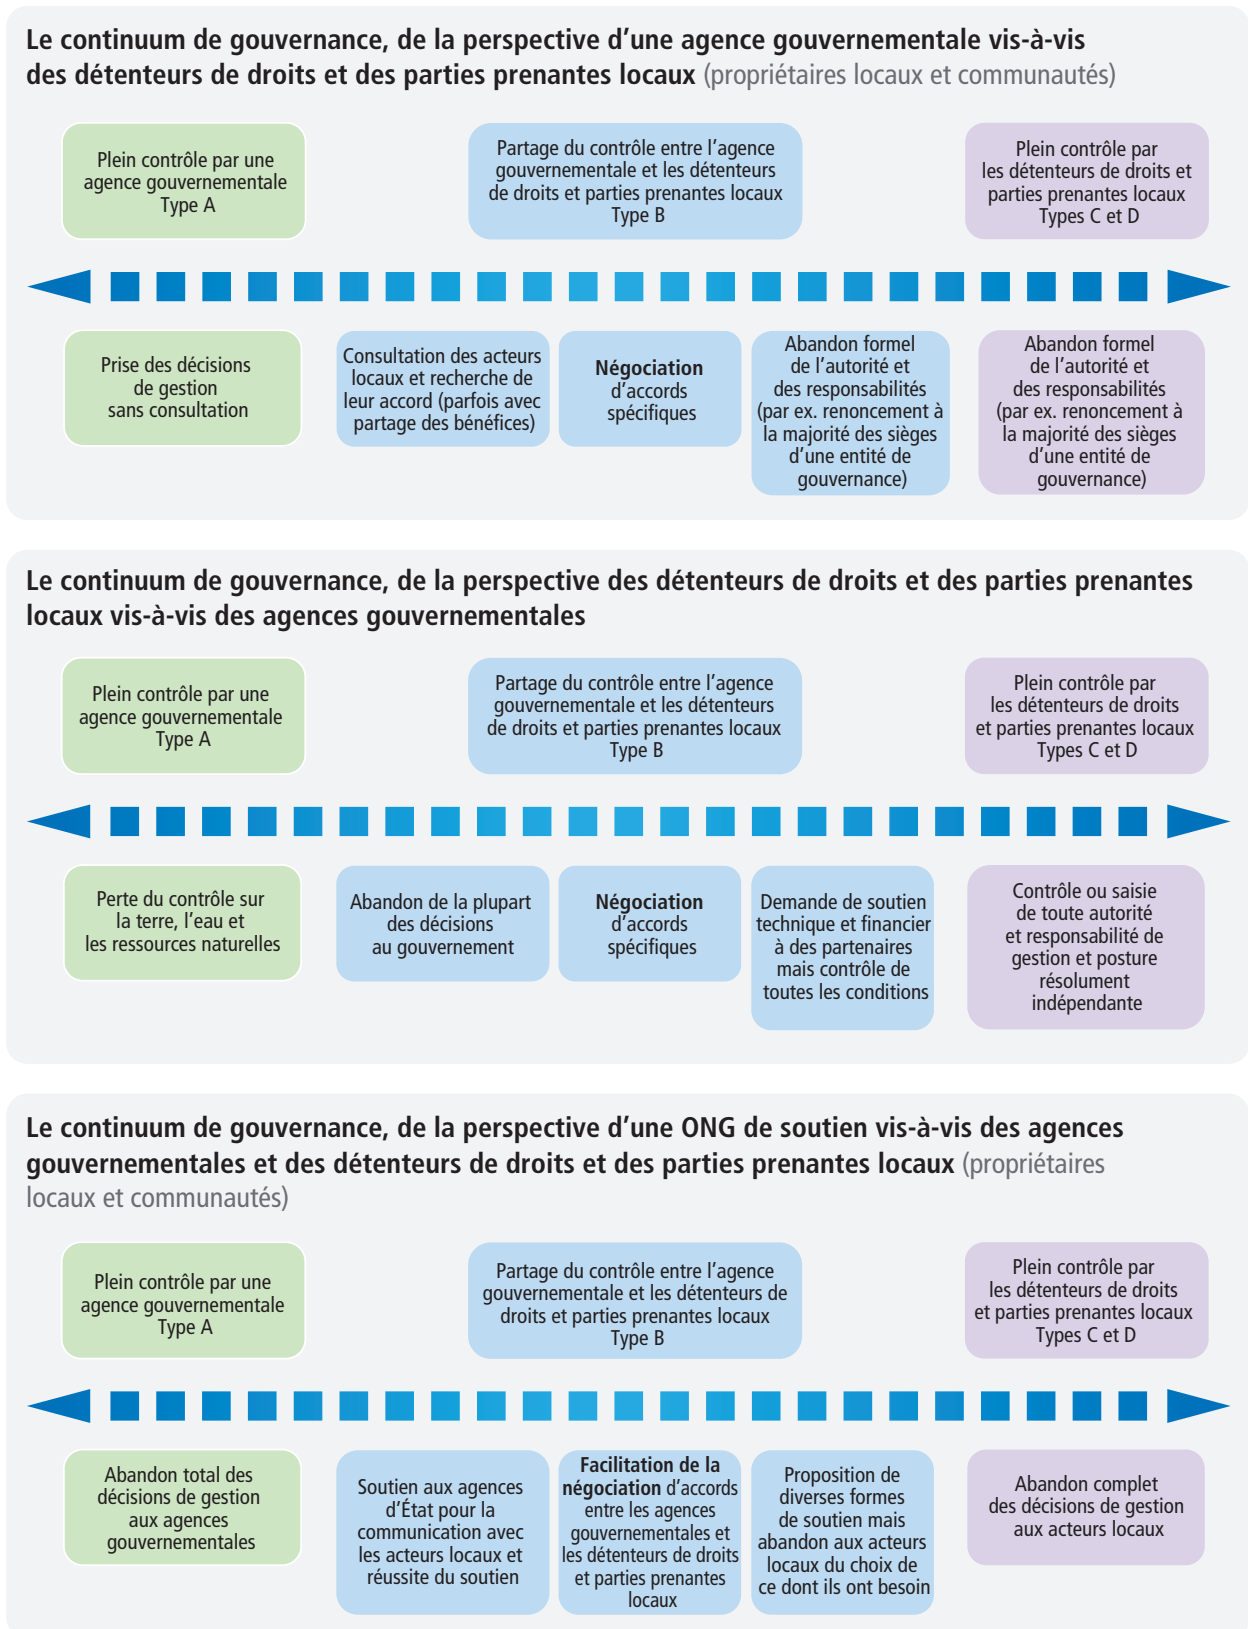 Le continuum de gouvernance, de la perspective d’une agence gouvernementale vis-à-vis
des détenteurs de droits et des parties prenantes locaux (propriétaires locaux et communautés)
Plein contrôle par une
agence gouvernementale
Type A
Partage du contrôle entre l’agence
gouvernementale et les détenteurs
de droits et parties prenantes locaux
Type B
Plein contrôle par
les détenteurs de droits et
parties prenantes locaux
Types C et D
Prise des décisions
de gestion
sans consultation
Consultation des acteurs
locaux et recherche de
leur accord (parfois avec
partage des bénéfices)
Négociation
d’accords
spécifiques
Abandon formel
de l’autorité et
des responsabilités
(par ex. renoncement à
la majorité des sièges
d’une entité de
gouvernance)
Abandon formel
de l’autorité et
des responsabilités
(par ex. renoncement à
la majorité des sièges
d’une entité de
gouvernance)
Le continuum de gouvernance, de la perspective des détenteurs de droits et des parties prenantes
locaux vis-à-vis des agences gouvernementales
Plein contrôle par une
agence gouvernementale
Type A
Partage du contrôle entre l’agence
gouvernementale et les détenteurs
de droits et parties prenantes locaux
Type B
Plein contrôle par
les détenteurs de droits
et parties prenantes locaux
Types C et D
Perte du contrôle sur
la terre, l’eau et
les ressources naturelles
Abandon de la plupart
des décisions
au gouvernement
Négociation
d’accords
spécifiques
Demande de soutien
technique et financier
à des partenaires
mais contrôle de
toutes les conditions
Contrôle ou saisie
de toute autorité
et responsabilité de
gestion et posture
résolument
indépendante
Le continuum de gouvernance, de la perspective d’une ONG de soutien vis-à-vis des agences
gouvernementales et des détenteurs de droits et des parties prenantes locaux (propriétaires
locaux et communautés)
Plein contrôle par une
agence gouvernementale
Type A
Partage du contrôle entre l’agence
gouvernementale et les détenteurs de
droits et parties prenantes locaux
Type B
Plein contrôle par
les détenteurs de droits
et parties prenantes locaux
Types C et D
Abandon total des
décisions de gestion
aux agences
gouvernementales
Soutien aux agences
d’État pour la
communication avec
les acteurs locaux et
réussite du soutien
Facilitation de la
négociation d’accords
entre les agences
gouvernementales et
les détenteurs de droits
et parties prenantes
locaux
Proposition de
diverses formes
de soutien mais
abandon aux acteurs
locaux du choix de
ce dont ils ont besoin
Abandon complet
des décisions de gestion
aux acteurs locaux